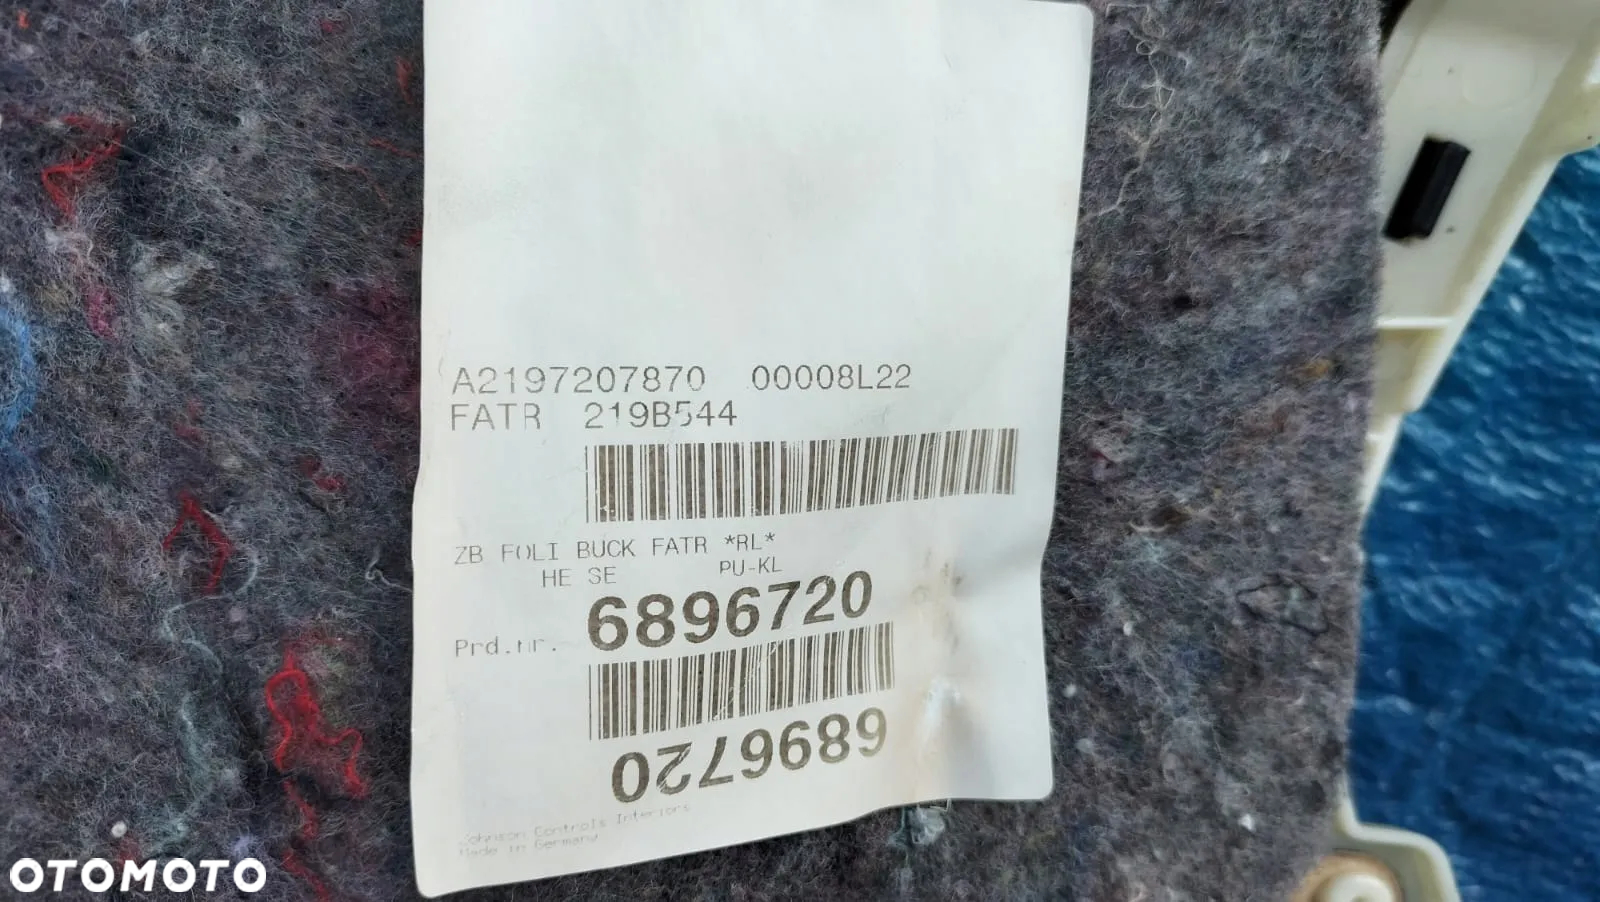 A2197207870 00008L22
FATR 219B544
ZB FOLI BUCK FATR *RL*
HE SE PU-KL
Prd.nr. 6896720
6896720
Johnson Controls Interiors
Made in Germany
OTOMOTO